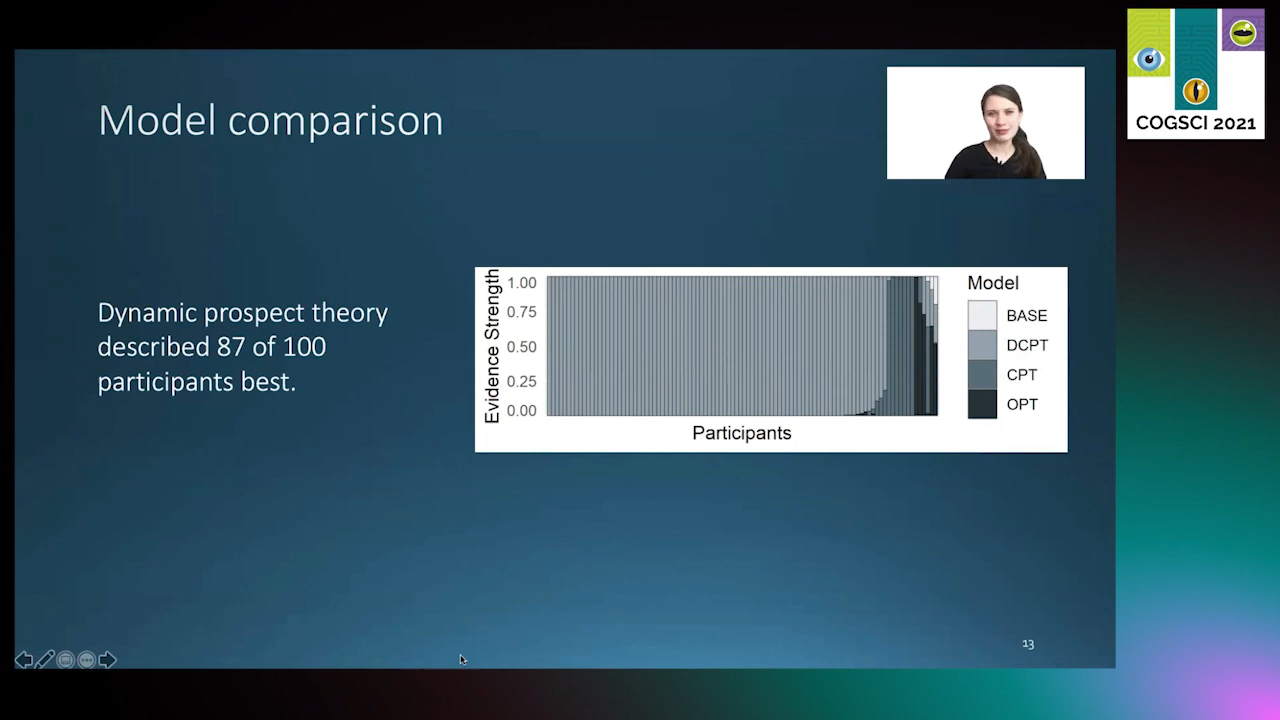 Model comparison
COGSCI 2021
Dynamic prospect theory
described 87 of 100
participants best.
Evidence Strength
1.00
0.75
0.50
0.25
0.00
Participants
Model
BASE
DCPT
CPT
OPT
13